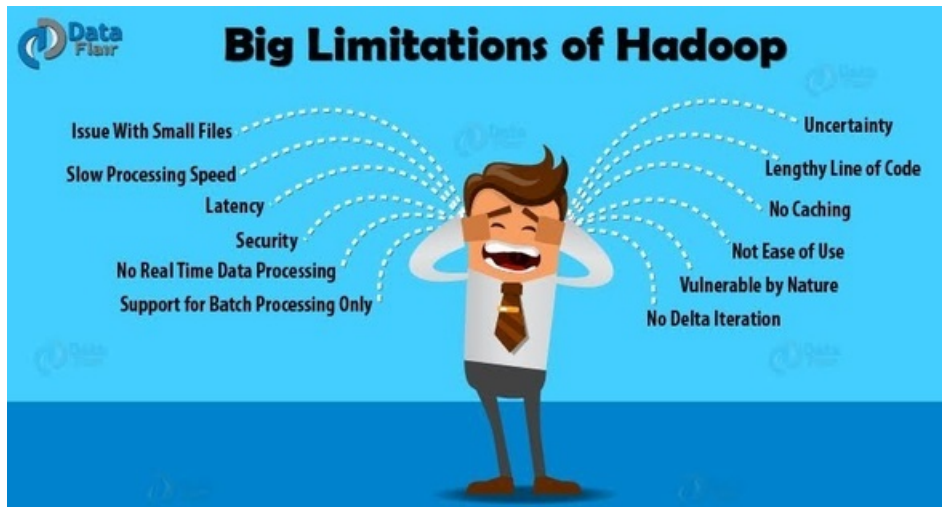 Data
Flair
Big Limitations of Hadoop
Issue With Small Files
Slow Processing Speed
Latency
Security
No Real Time Data Processing
Support for Batch Processing Only
Uncertainty
Lengthy Line of Code
No Caching
Not Ease of Use
Vulnerable by Nature
No Delta Iteration